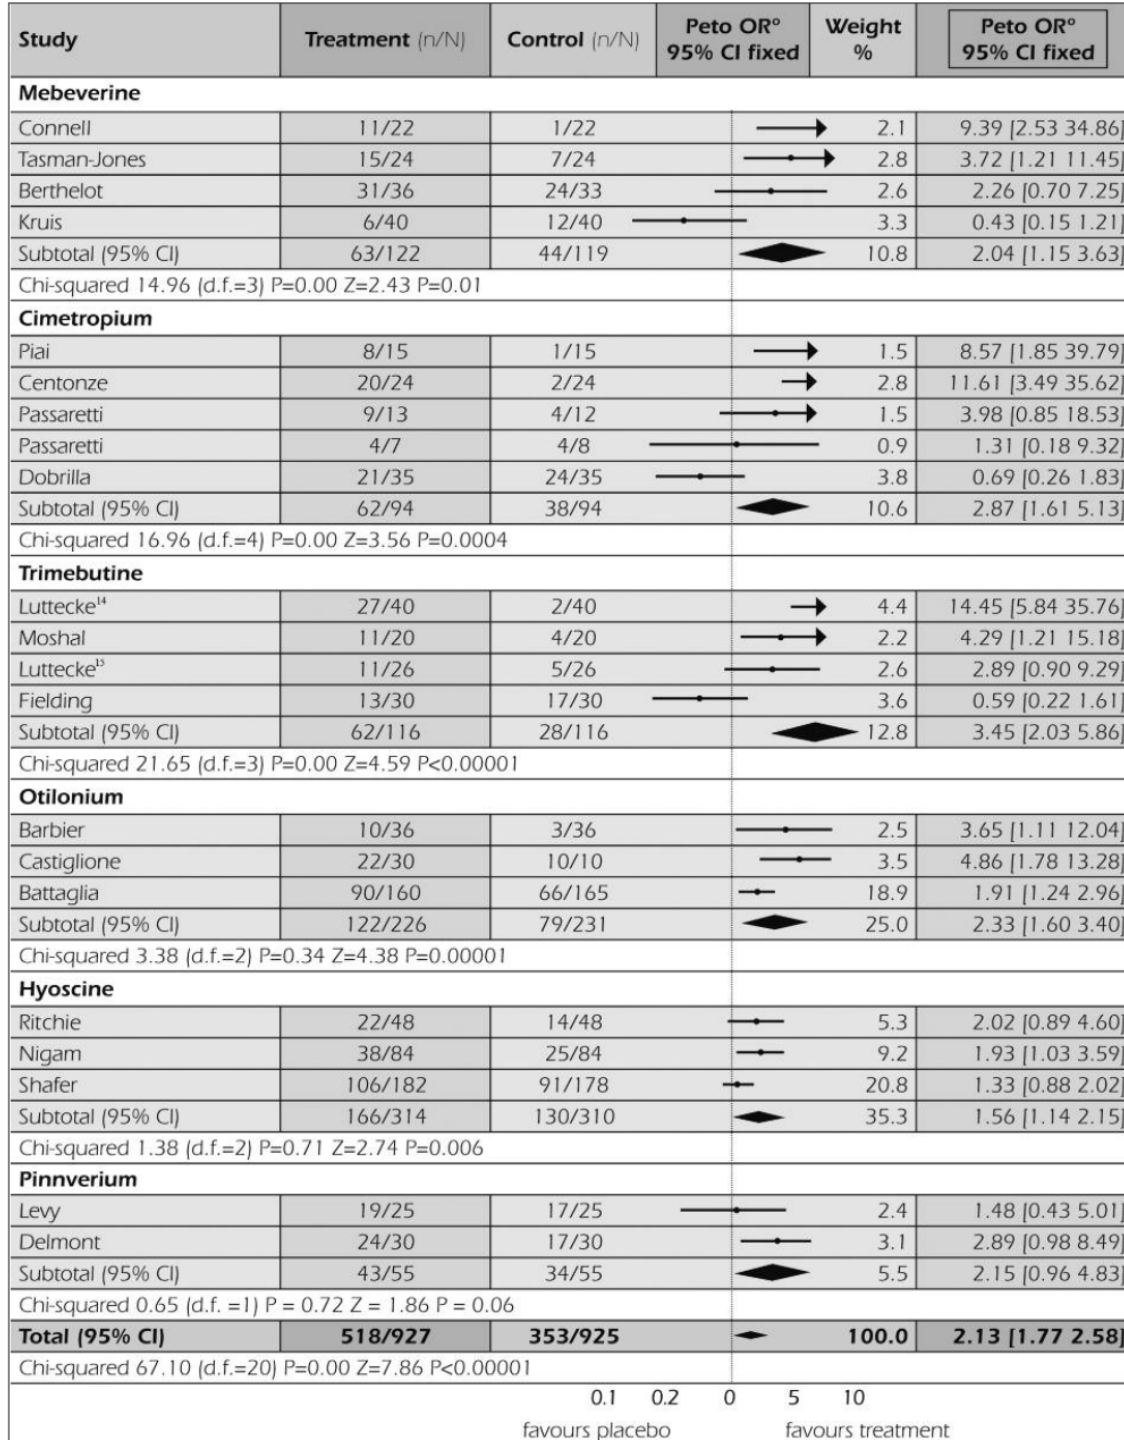 Study Treatment (n/N) Control (n/N) Peto ORº 95% CI fixed Weight % Peto ORº 95% CI fixed
Mebeverine
Connell 11/22 1/22 2.1 9.39 [2.53 34.86]
Tasman-Jones 15/24 7/24 2.8 3.72 [1.21 11.45]
Berthelot 31/36 24/33 2.6 2.26 [0.70 7.25]
Kruis 6/40 12/40 3.3 0.43 [0.15 1.21]
Subtotal (95% CI) 63/122 44/119 10.8 2.04 [1.15 3.63]
Chi-squared 14.96 (d.f.=3) P=0.00 Z=2.43 P=0.01
Cimetropium
Piai 8/15 1/15 1.5 8.57 [1.85 39.79]
Centonze 20/24 2/24 2.8 11.61 [3.49 35.62]
Passaretti 9/13 4/12 1.5 3.98 [0.85 18.53]
Passaretti 4/7 4/8 0.9 1.31 [0.18 9.32]
Dobrilla 21/35 24/35 3.8 0.69 [0.26 1.83]
Subtotal (95% CI) 62/94 38/94 10.6 2.87 [1.61 5.13]
Chi-squared 16.96 (d.f.=4) P=0.00 Z=3.56 P=0.0004
Trimebutine
Luttecke¹⁴ 27/40 2/40 4.4 14.45 [5.84 35.76]
Moshal 11/20 4/20 2.2 4.29 [1.21 15.18]
Luttecke¹⁵ 11/26 5/26 2.6 2.89 [0.90 9.29]
Fielding 13/30 17/30 3.6 0.59 [0.22 1.61]
Subtotal (95% CI) 62/116 28/116 12.8 3.45 [2.03 5.86]
Chi-squared 21.65 (d.f.=3) P=0.00 Z=4.59 P<0.00001
Otilonium
Barbier 10/36 3/36 2.5 3.65 [1.11 12.04]
Castiglione 22/30 10/10 3.5 4.86 [1.78 13.28]
Battaglia 90/160 66/165 18.9 1.91 [1.24 2.96]
Subtotal (95% CI) 122/226 79/231 25.0 2.33 [1.60 3.40]
Chi-squared 3.38 (d.f.=2) P=0.34 Z=4.38 P=0.00001
Hyoscine
Ritchie 22/48 14/48 5.3 2.02 [0.89 4.60]
Nigam 38/84 25/84 9.2 1.93 [1.03 3.59]
Shafer 106/182 91/178 20.8 1.33 [0.88 2.02]
Subtotal (95% CI) 166/314 130/310 35.3 1.56 [1.14 2.15]
Chi-squared 1.38 (d.f.=2) P=0.71 Z=2.74 P=0.006
Pinnverium
Levy 19/25 17/25 2.4 1.48 [0.43 5.01]
Delmont 24/30 17/30 3.1 2.89 [0.98 8.49]
Subtotal (95% CI) 43/55 34/55 5.5 2.15 [0.96 4.83]
Chi-squared 0.65 (d.f. =1) P = 0.72 Z = 1.86 P = 0.06
Total (95% CI) 518/927 353/925 100.0 2.13 [1.77 2.58]
Chi-squared 67.10 (d.f.=20) P=0.00 Z=7.86 P<0.00001
0.1 0.2 0 5 10
favours placebo favours treatment